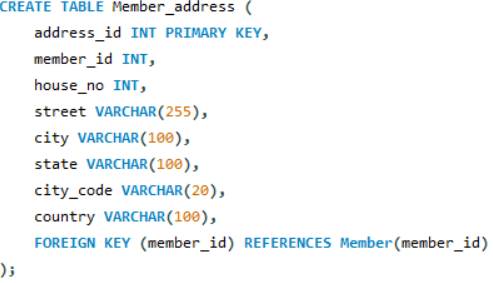 CREATE TABLE Member_address (
address_id INT PRIMARY KEY,
member_id INT,
house_no INT,
street VARCHAR(255),
city VARCHAR(100),
state VARCHAR(100),
city_code VARCHAR(20),
country VARCHAR(100),
FOREIGN KEY (member_id) REFERENCES Member(member_id)
);